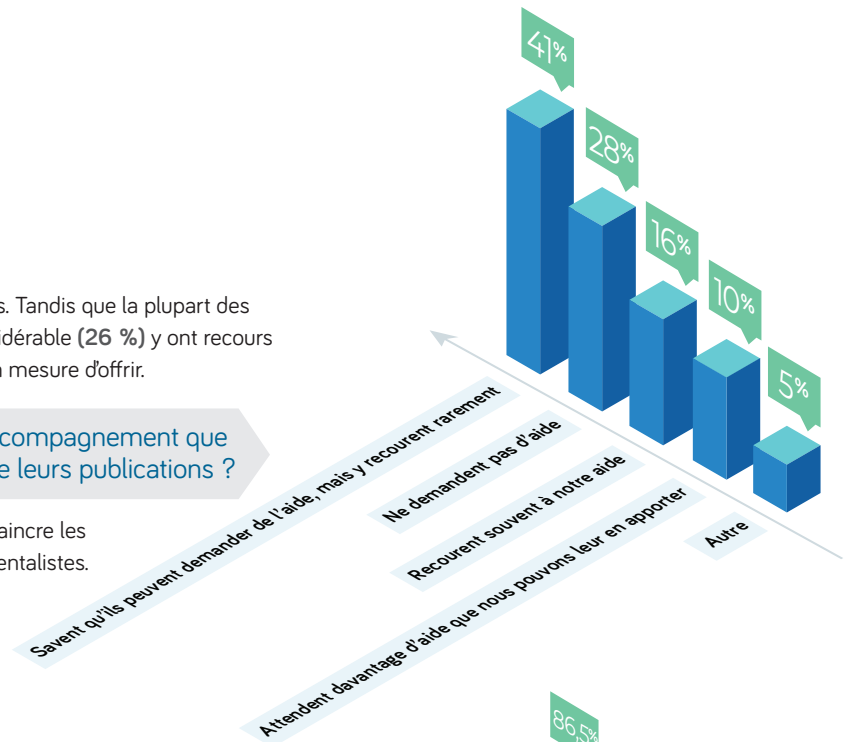 s. Tandis que la plupart des
idérable (26 %) y ont recours
mesure d'offrir.
compagnement que
e leurs publications ?
aincre les
entalistes.
41%
28%
16%
10%
5%
Savent qu'ils peuvent demander de l'aide, mais y recourent rarement
Ne demandent pas d'aide
Recourent souvent à notre aide
Attendent davantage d'aide que nous pouvons leur en apporter
Autre
86,5%